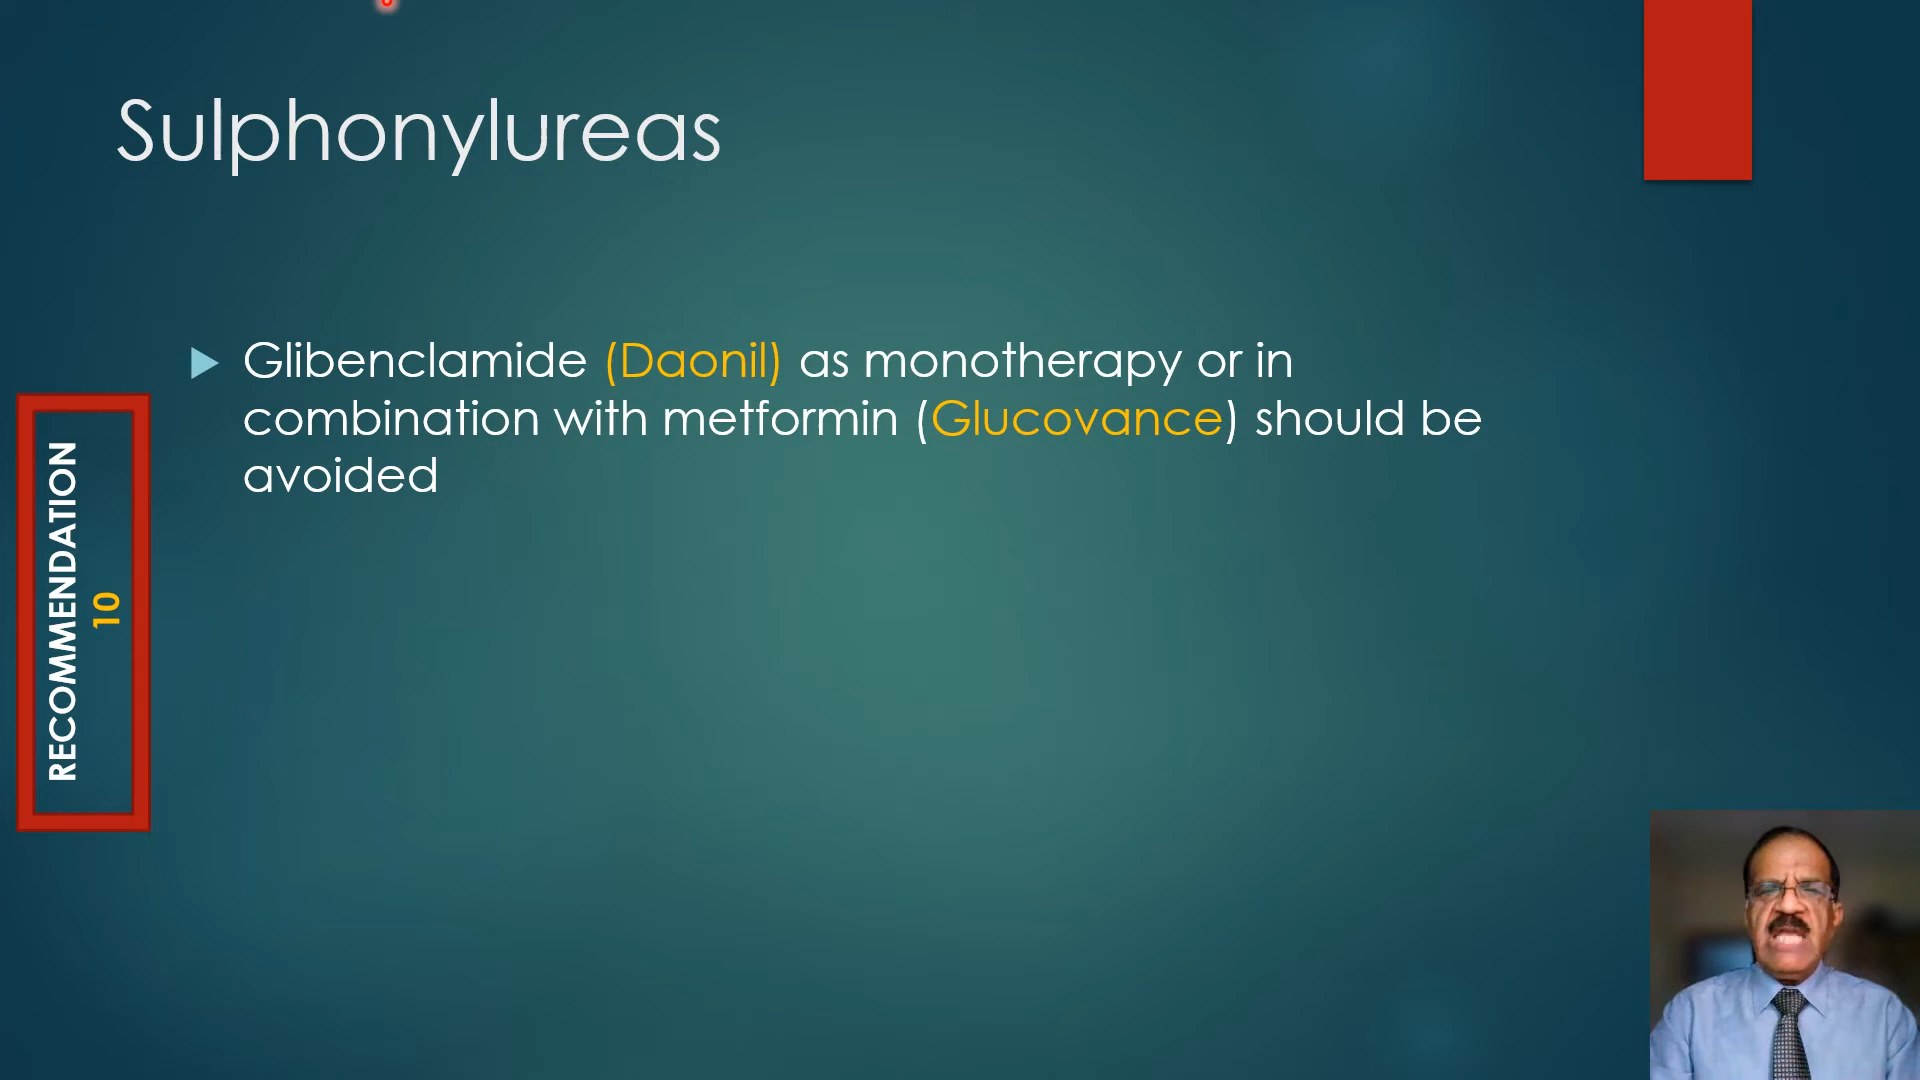 Sulphonylureas
Glibenclamide (Daonil) as monotherapy or in
combination with metformin (Glucovance) should be
avoided
RECOMMENDATION
10